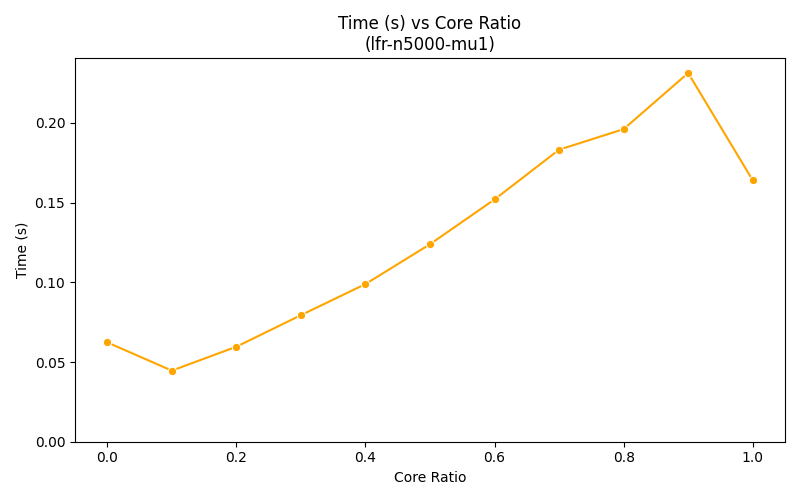 Time (s) vs Core Ratio
(lfr-n5000-mu1)
Time (s)
0.20
0.15
0.10
0.05
0.00
0.0 0.2 0.4 0.6 0.8 1.0
Core Ratio